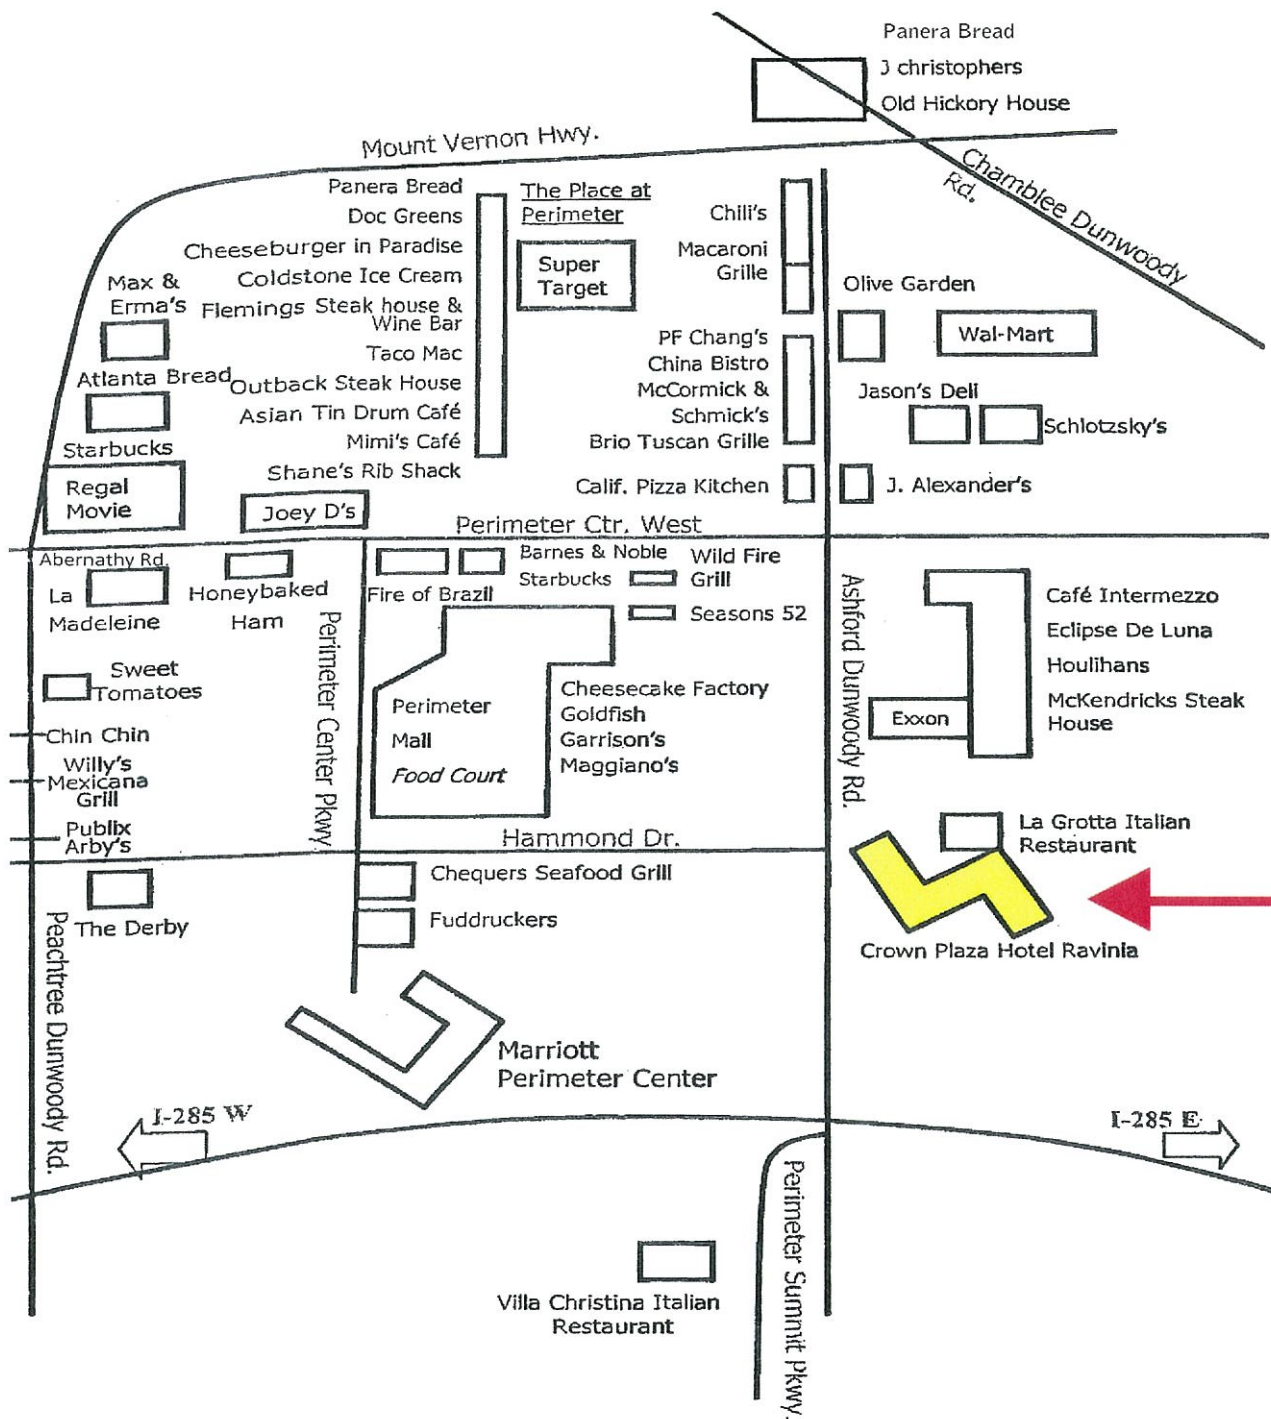 Panera Bread
J christophers
Old Hickory House
Mount Vernon Hwy.
Chamblee Dunwoody
Rd.
Panera Bread
Doc Greens
Cheeseburger in Paradise
Coldstone Ice Cream
Flemings Steak house &
Wine Bar
Taco Mac
Outback Steak House
Asian Tin Drum Café
Mimi's Café
Shane's Rib Shack
The Place at
Perimeter
Super
Target
Chili's
Macaroni
Grille
PF Chang's
China Bistro
McCormick &
Schmick's
Brio Tuscan Grille
Calif. Pizza Kitchen
Olive Garden
Wal-Mart
Jason's Deli
Schlotzsky's
J. Alexander's
Max &
Erma's
Atlanta Bread
Starbucks
Regal
Movie
Joey D's
Perimeter Ctr. West
Abernathy Rd.
La
Madeleine
Honeybaked
Ham
Fire of Brazil
Barnes & Noble
Starbucks
Wild Fire
Grill
Seasons 52
Sweet
Tomatoes
Chin Chin
Willy's
Mexicana
Grill
Publix
Arby's
Perimeter Center Pkwy.
Perimeter
Mall
Food Court
Cheesecake Factory
Goldfish
Garrison's
Maggiano's
Ashford Dunwoody Rd.
Café Intermezzo
Eclipse De Luna
Houlihans
McKendricks Steak
House
Exxon
La Grotta Italian
Restaurant
Crown Plaza Hotel Ravinia
Hammond Dr.
Chequers Seafood Grill
Fuddruckers
The Derby
Peachtree Dunwoody Rd.
Marriott
Perimeter Center
I-285 W
I-285 E
Perimeter Summit Pkwy.
Villa Christina Italian
Restaurant